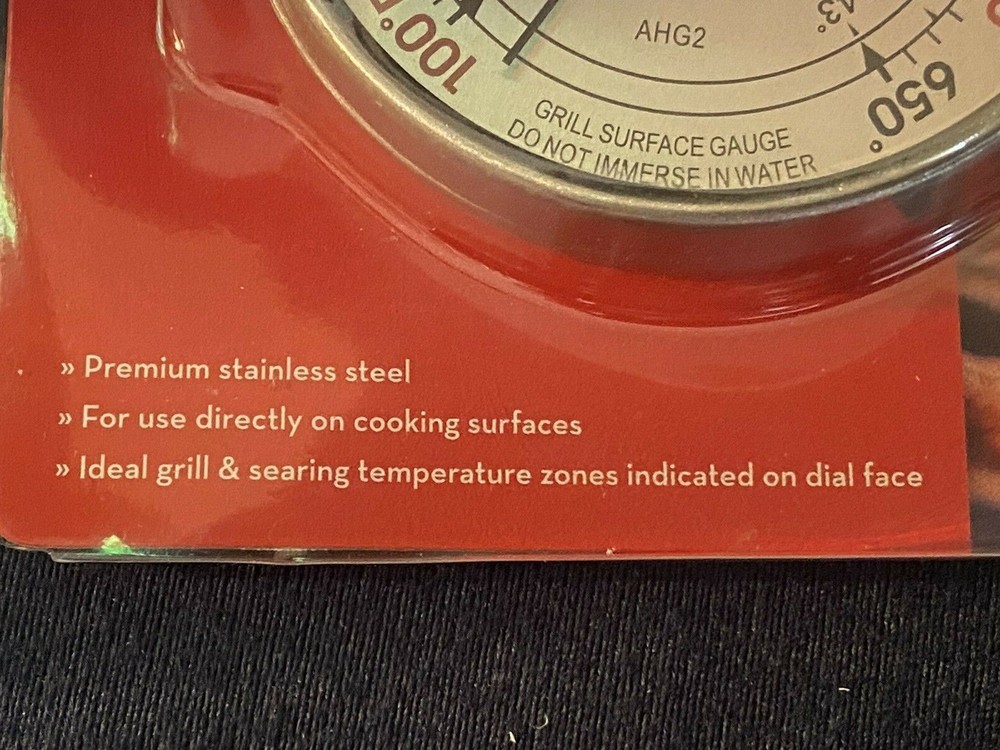 100°
AHG2
650°
GRILL SURFACE GAUGE
DO NOT IMMERSE IN WATER
» Premium stainless steel
» For use directly on cooking surfaces
» Ideal grill & searing temperature zones indicated on dial face